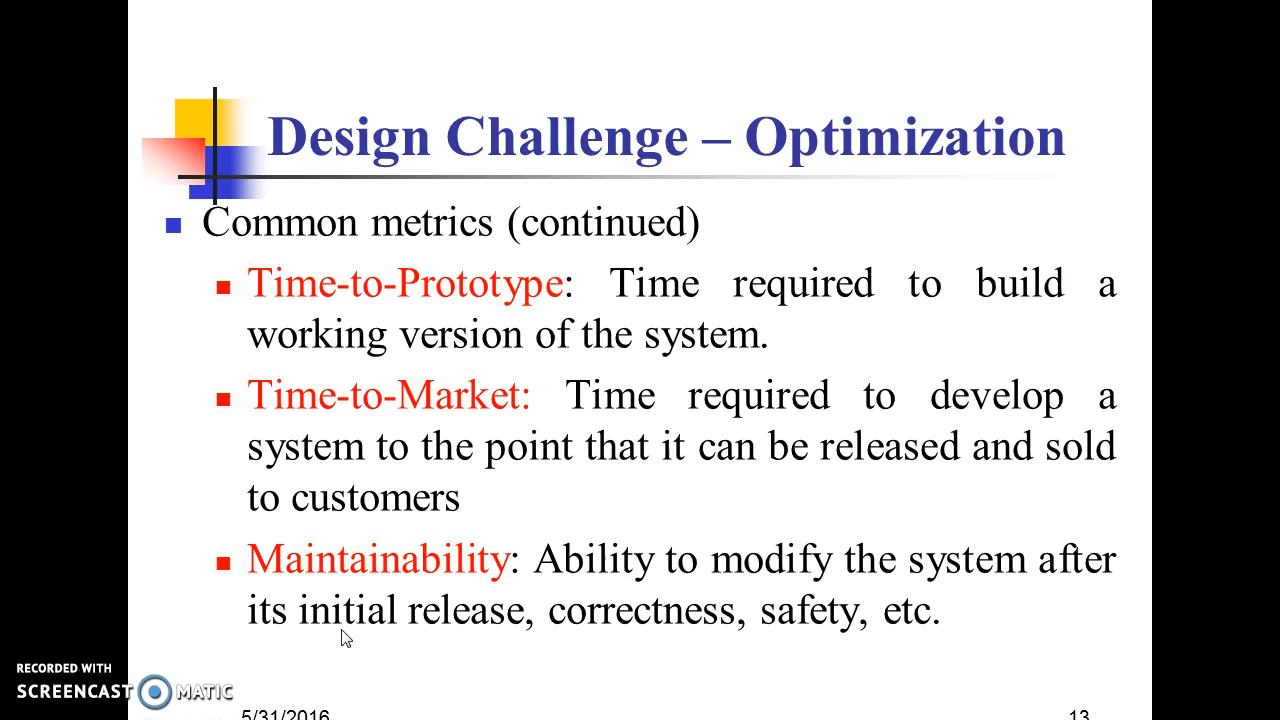 Design Challenge – Optimization
Common metrics (continued)
Time-to-Prototype: Time required to build a
working version of the system.
Time-to-Market: Time required to develop a
system to the point that it can be released and sold
to customers
Maintainability: Ability to modify the system after
its initial release, correctness, safety, etc.
RECORDED WITH
SCREENCAST MATIC
5/31/2016
13